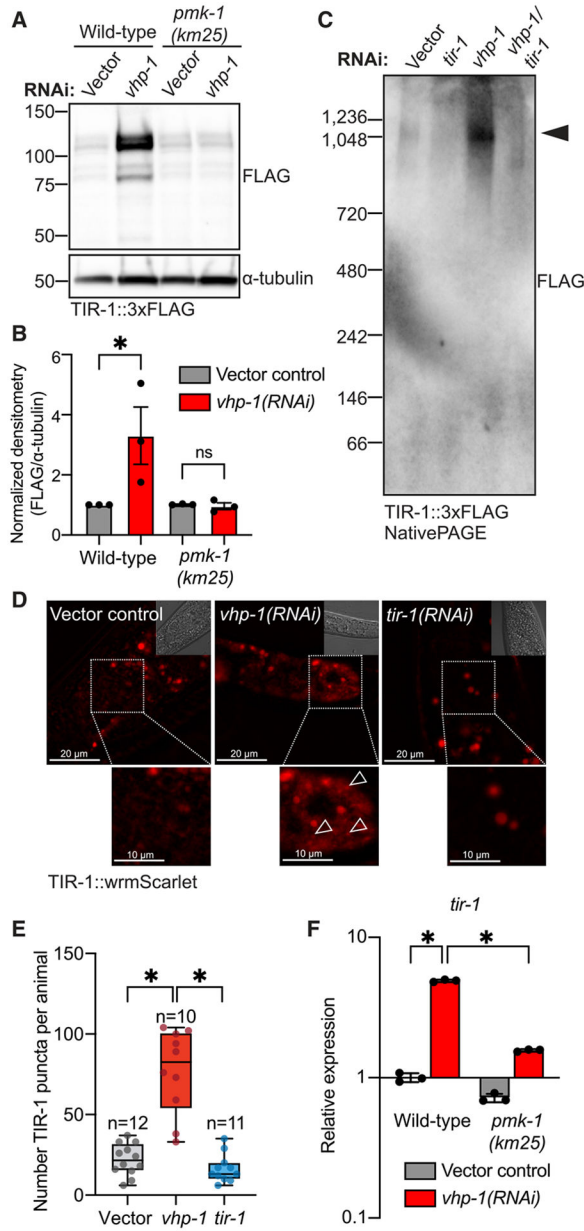 A
Wild-type
pmk-1
(km25)
RNAi:
Vector
vhp-1
Vector
vhp-1
150
100
75
50
FLAG
50
α-tubulin
TIR-1::3xFLAG
B
Normalized densitometry
(FLAG/α-tubulin)
6
4
2
0
*
ns
Vector control
vhp-1(RNAi)
Wild-type
pmk-1
(km25)
C
RNAi:
Vector
tir-1
vhp-1
vhp-1/
tir-1
1,236
1,048
720
480
242
146
66
FLAG
TIR-1::3xFLAG
NativePAGE
D
Vector control
vhp-1(RNAi)
tir-1(RNAi)
20 µm
20 µm
20 µm
10 µm
10 µm
10 µm
TIR-1::wrmScarlet
E
Number TIR-1 puncta per animal
150
100
50
0
*
*
n=12
n=10
n=11
Vector
vhp-1
tir-1
F
tir-1
Relative expression
10
1
0.1
*
*
Wild-type
pmk-1
(km25)
Vector control
vhp-1(RNAi)